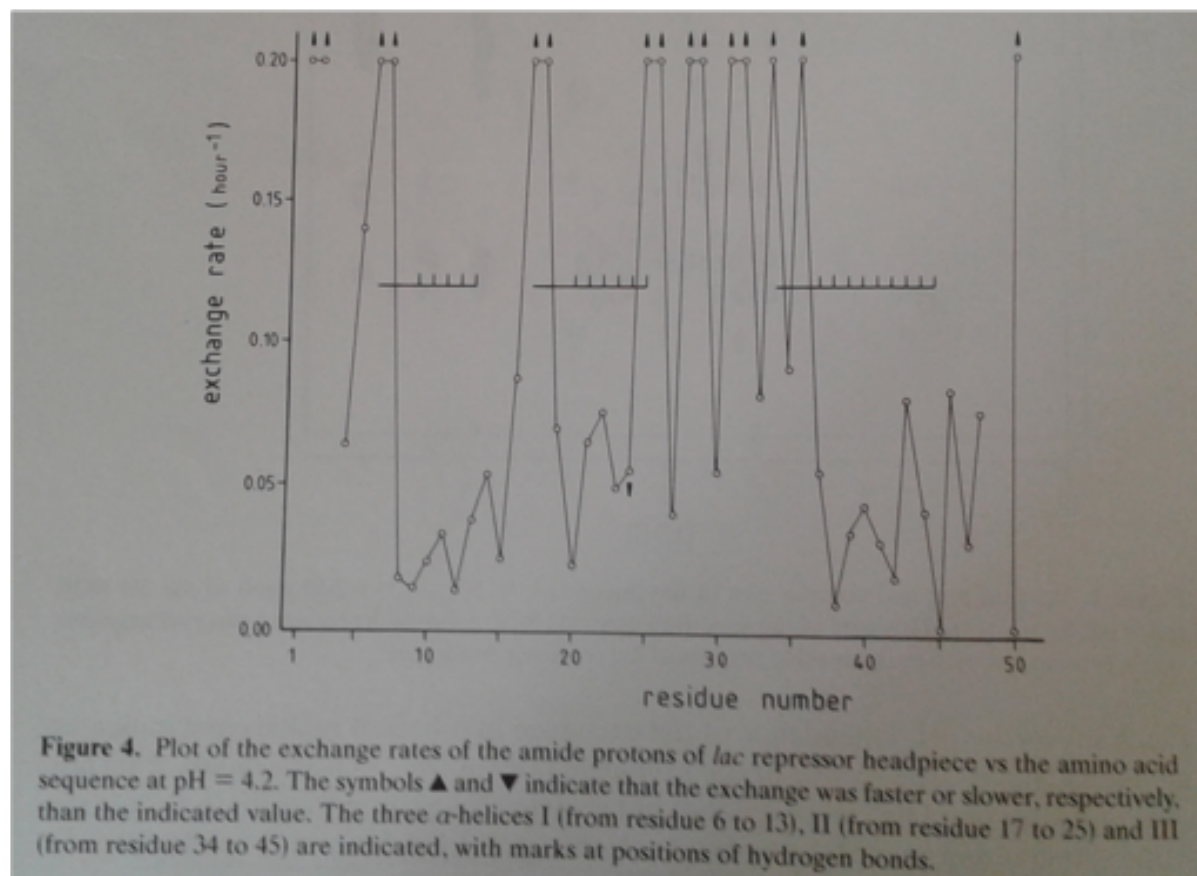 0.20
0.15
0.10
0.05
0.00
exchange rate (hour⁻¹)
1 10 20 30 40 50
residue number
Figure 4. Plot of the exchange rates of the amide protons of lac repressor headpiece vs the amino acid
sequence at pH = 4.2. The symbols ▲ and ▼ indicate that the exchange was faster or slower, respectively,
than the indicated value. The three α-helices I (from residue 6 to 13), II (from residue 17 to 25) and III
(from residue 34 to 45) are indicated, with marks at positions of hydrogen bonds.